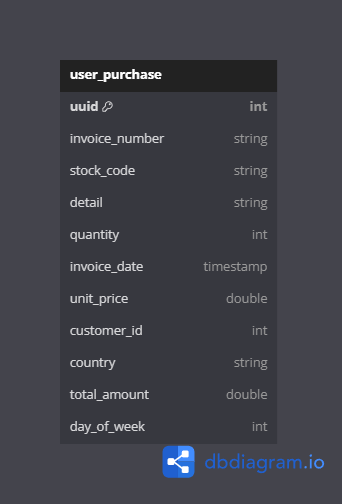 user_purchase
uuid int
invoice_number string
stock_code string
detail string
quantity int
invoice_date timestamp
unit_price double
customer_id int
country string
total_amount double
day_of_week int
dbdiagram.io